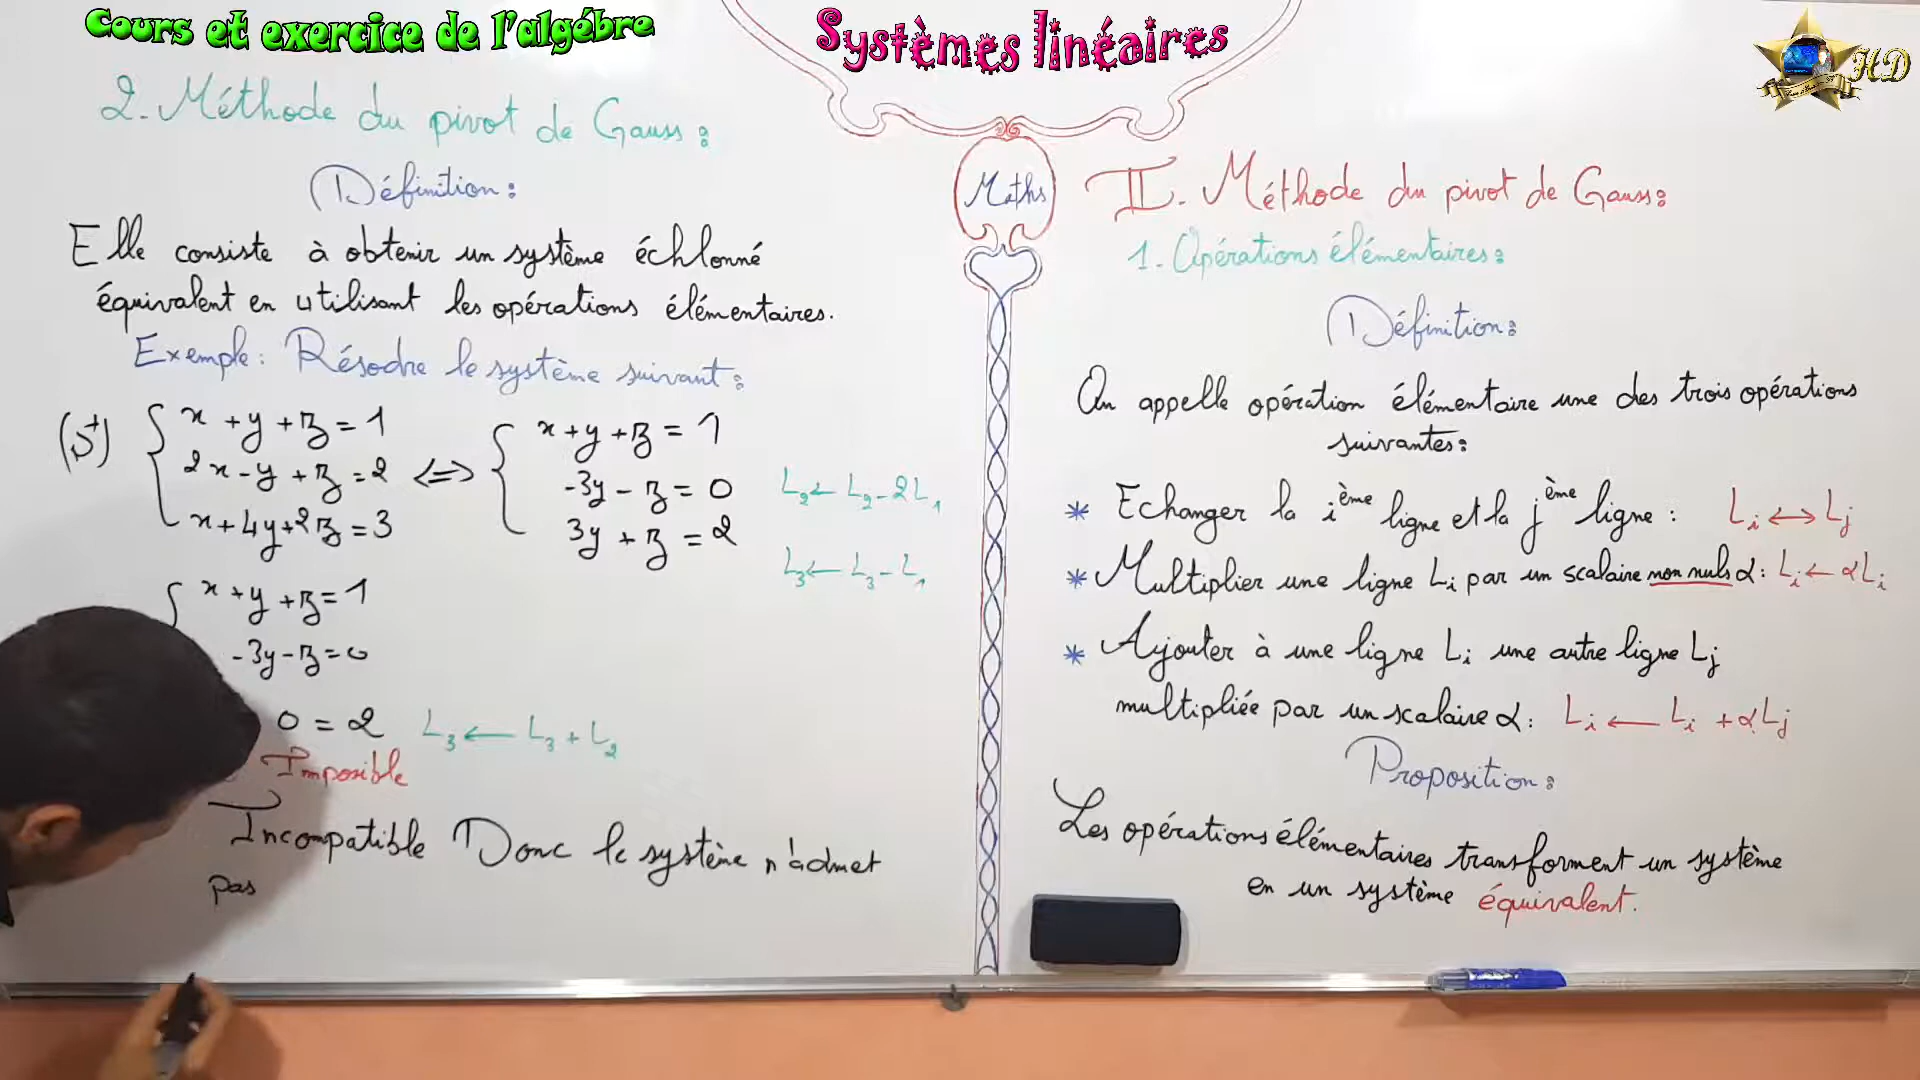 Cours et exercice de l'algébre
Systèmes linéaires
HD
2. Méthode du pivot de Gauss :
Définition :
Elle consiste à obtenir un système échlonné
équivalent en utilisant les opérations élémentaires.
Exemple : Résodre le système suivant :
(S) { x + y + z = 1
2x - y + z = 2
x + 4y + 2z = 3
<=> { x + y + z = 1
-3y - z = 0 L₂ ← L₂ - 2L₁
3y + z = 2
L₃ ← L₃ - L₁
{ x + y + z = 1
-3y - z = 0
0 = 2 L₃ ← L₃ + L₂
Imposible
Incompatible Donc le système n'admet
pas
Maths
II. Méthode du pivot de Gauss :
1. Opérations élémentaires :
Définition :
On appelle opération élémentaire une des trois opérations
suivantes :
* Echanger la i ème ligne et la j ème ligne : Li ↔ Lj
* Multiplier une ligne Li par un scalaire non nuls α : Li ← αLi
* Ajouter à une ligne Li une autre ligne Lj
multipliée par un scalaire α : Li ← Li + αLj
Proposition :
Les opérations élémentaires transforment un système
en un système équivalent.